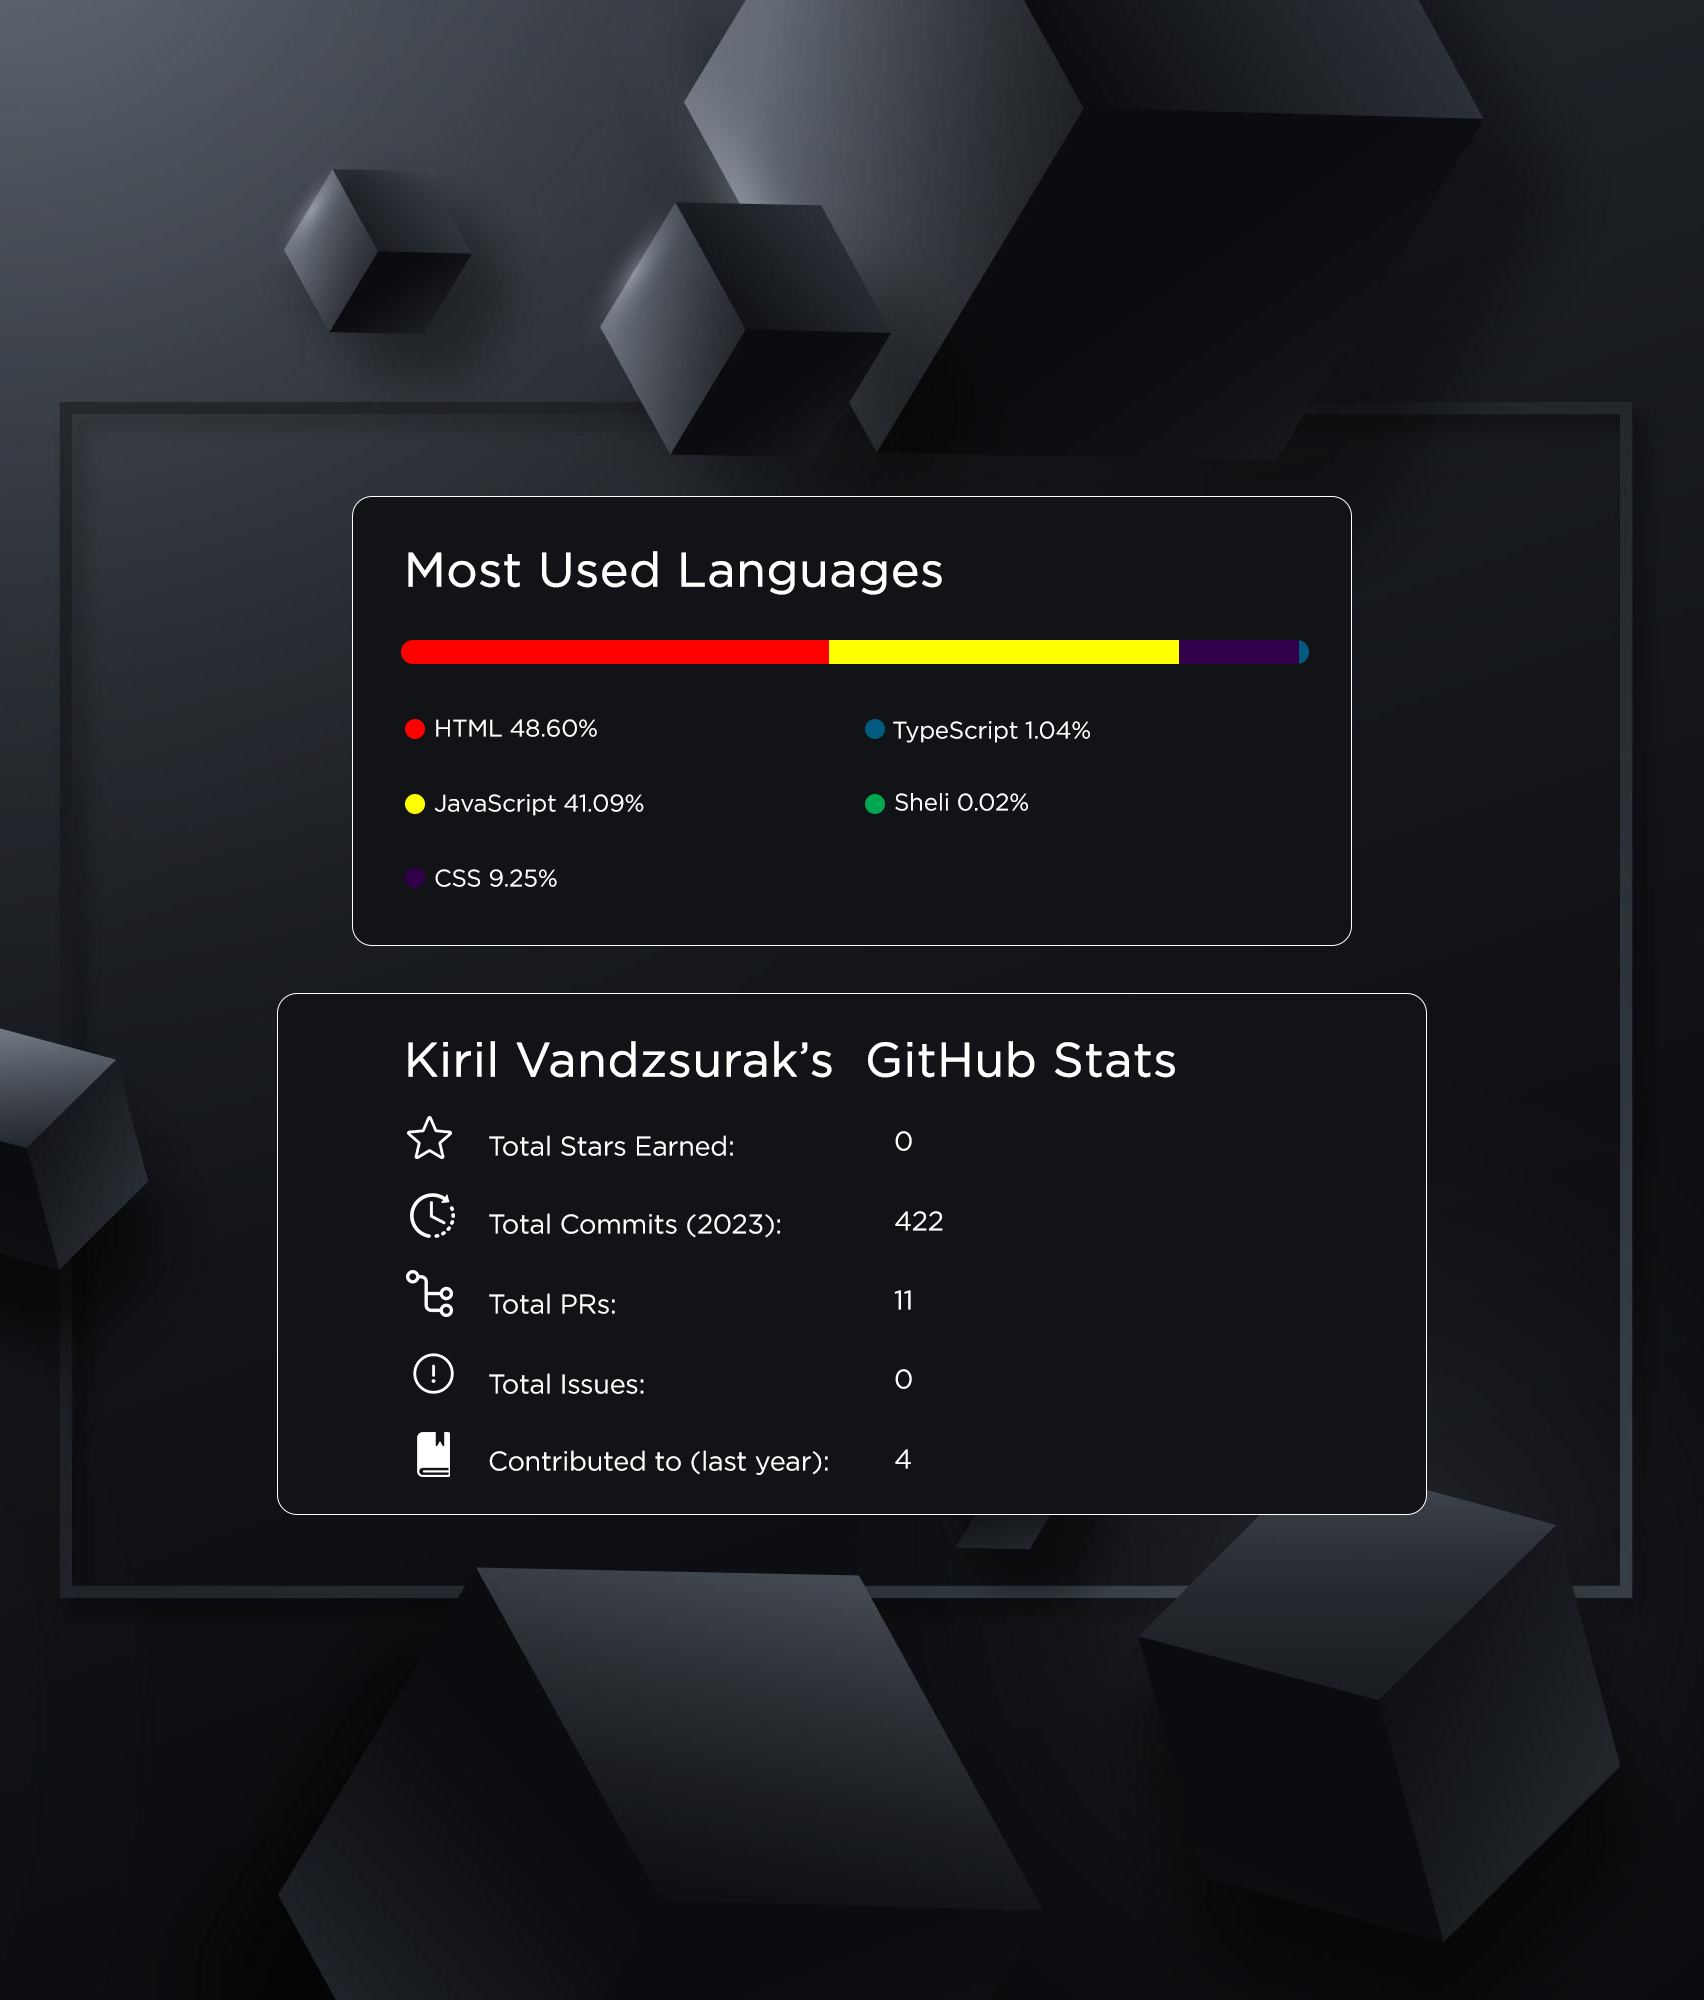 Most Used Languages
HTML 48.60%
TypeScript 1.04%
JavaScript 41.09%
Sheli 0.02%
CSS 9.25%
Kiril Vandzsurak’s GitHub Stats
Total Stars Earned: 0
Total Commits (2023): 422
Total PRs: 11
Total Issues: 0
Contributed to (last year): 4